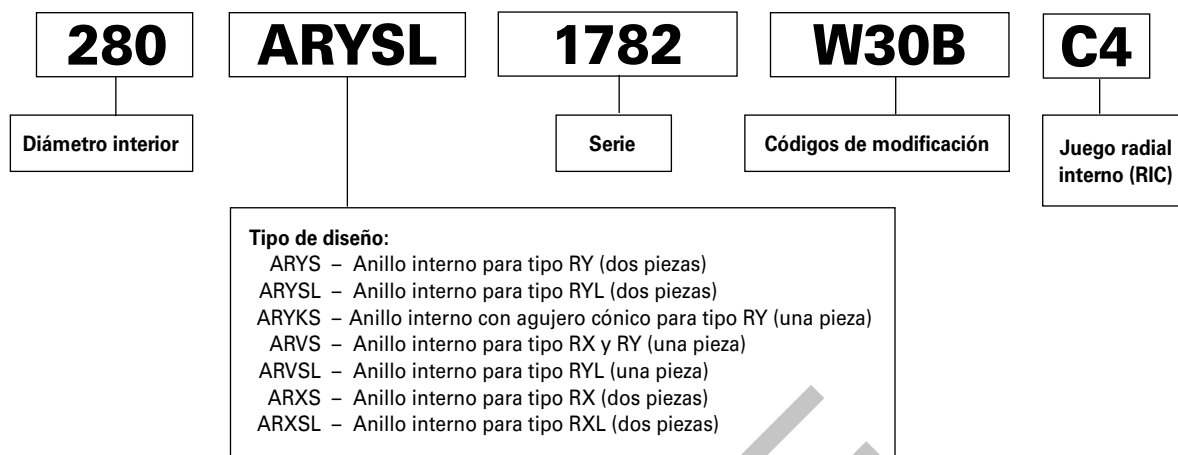 280 ARYSL 1782 W30B C4
Diámetro interior Serie Códigos de modificación Juego radial
interno (RIC)
Tipo de diseño:
ARYS – Anillo interno para tipo RY (dos piezas)
ARYSL – Anillo interno para tipo RYL (dos piezas)
ARYKS – Anillo interno con agujero cónico para tipo RY (una pieza)
ARVS – Anillo interno para tipo RX y RY (una pieza)
ARVSL – Anillo interno para tipo RYL (una pieza)
ARXS – Anillo interno para tipo RX (dos piezas)
ARXSL – Anillo interno para tipo RXL (dos piezas)